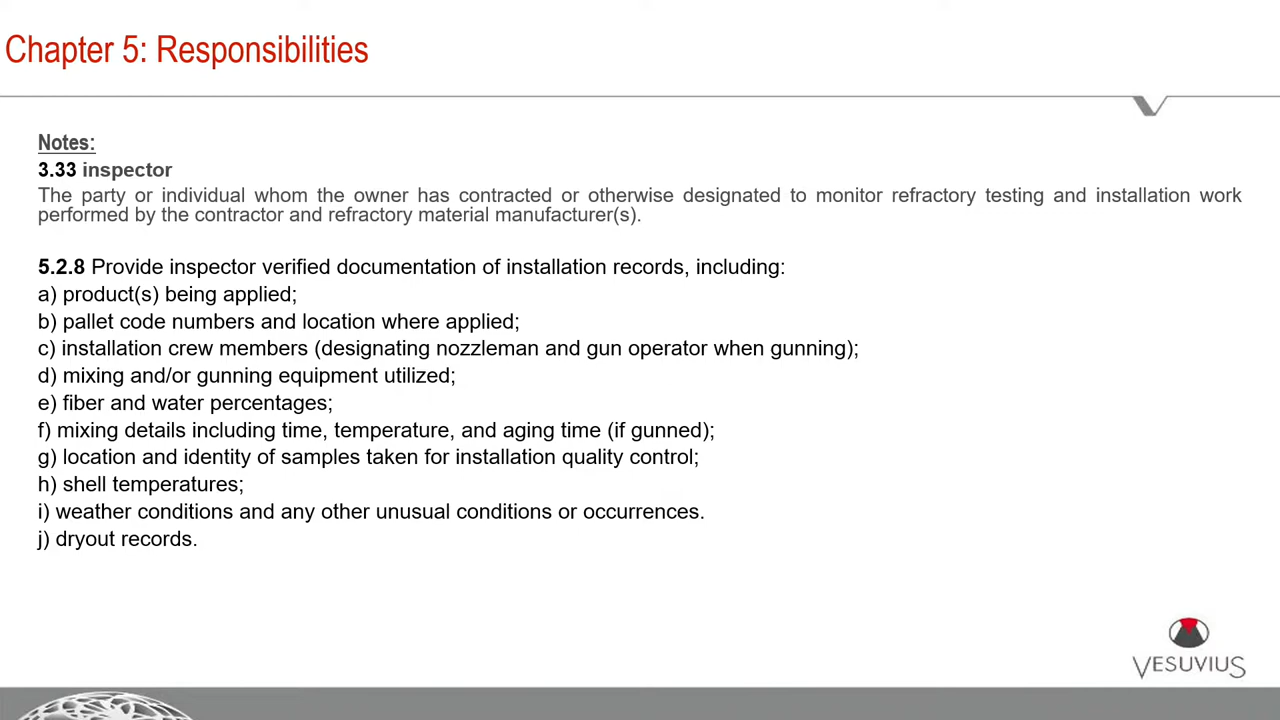 Chapter 5: Responsibilities
Notes:
3.33 inspector
The party or individual whom the owner has contracted or otherwise designated to monitor refractory testing and installation work
performed by the contractor and refractory material manufacturer(s).
5.2.8 Provide inspector verified documentation of installation records, including:
a) product(s) being applied;
b) pallet code numbers and location where applied;
c) installation crew members (designating nozzleman and gun operator when gunning);
d) mixing and/or gunning equipment utilized;
e) fiber and water percentages;
f) mixing details including time, temperature, and aging time (if gunned);
g) location and identity of samples taken for installation quality control;
h) shell temperatures;
i) weather conditions and any other unusual conditions or occurrences.
j) dryout records.
VESUVIUS